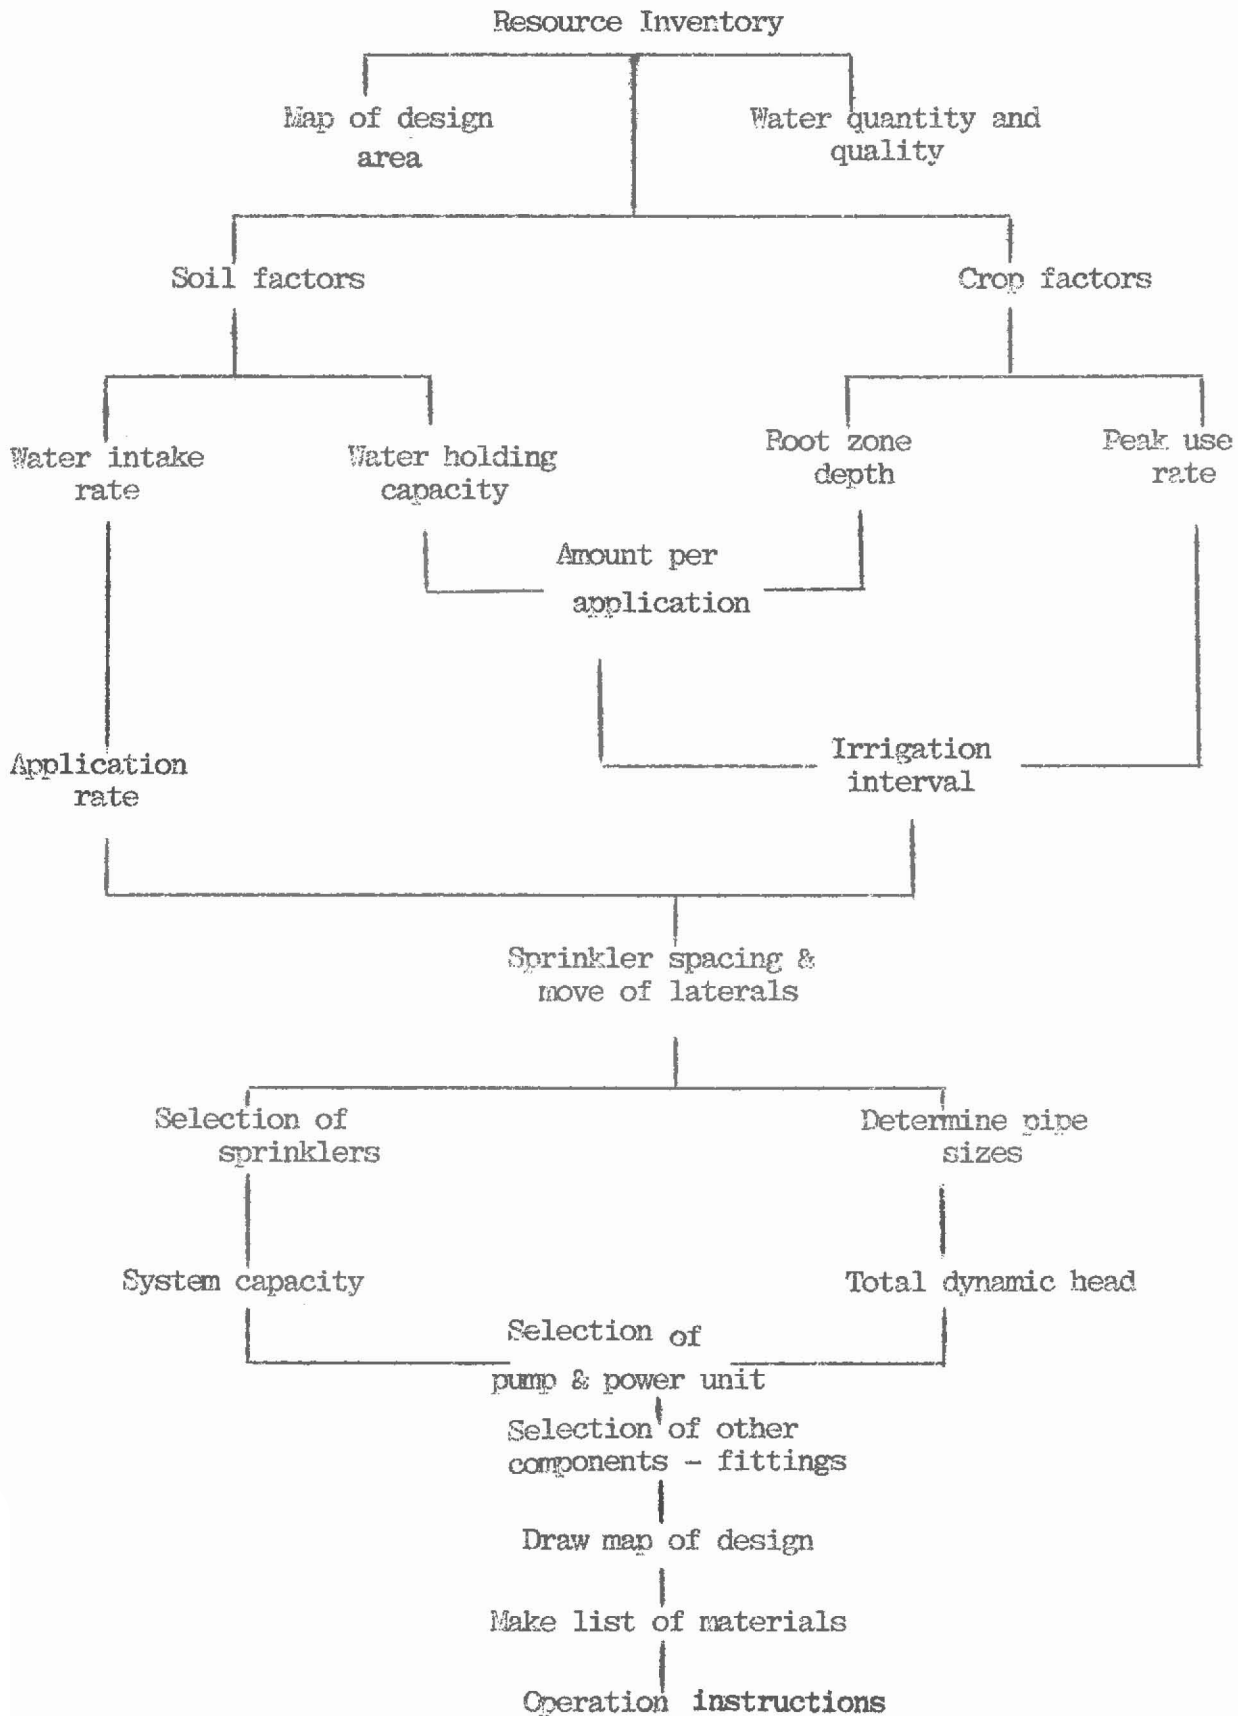 Resource Inventory
Map of design
area
Water quantity and
quality
Soil factors
Crop factors
Water intake
rate
Water holding
capacity
Root zone
depth
Peak use
rate
Amount per
application
Application
rate
Irrigation
interval
Sprinkler spacing &
move of laterals
Selection of
sprinklers
Determine pipe
sizes
System capacity
Total dynamic head
Selection of
pump & power unit
Selection of other
components - fittings
Draw map of design
Make list of materials
Operation instructions